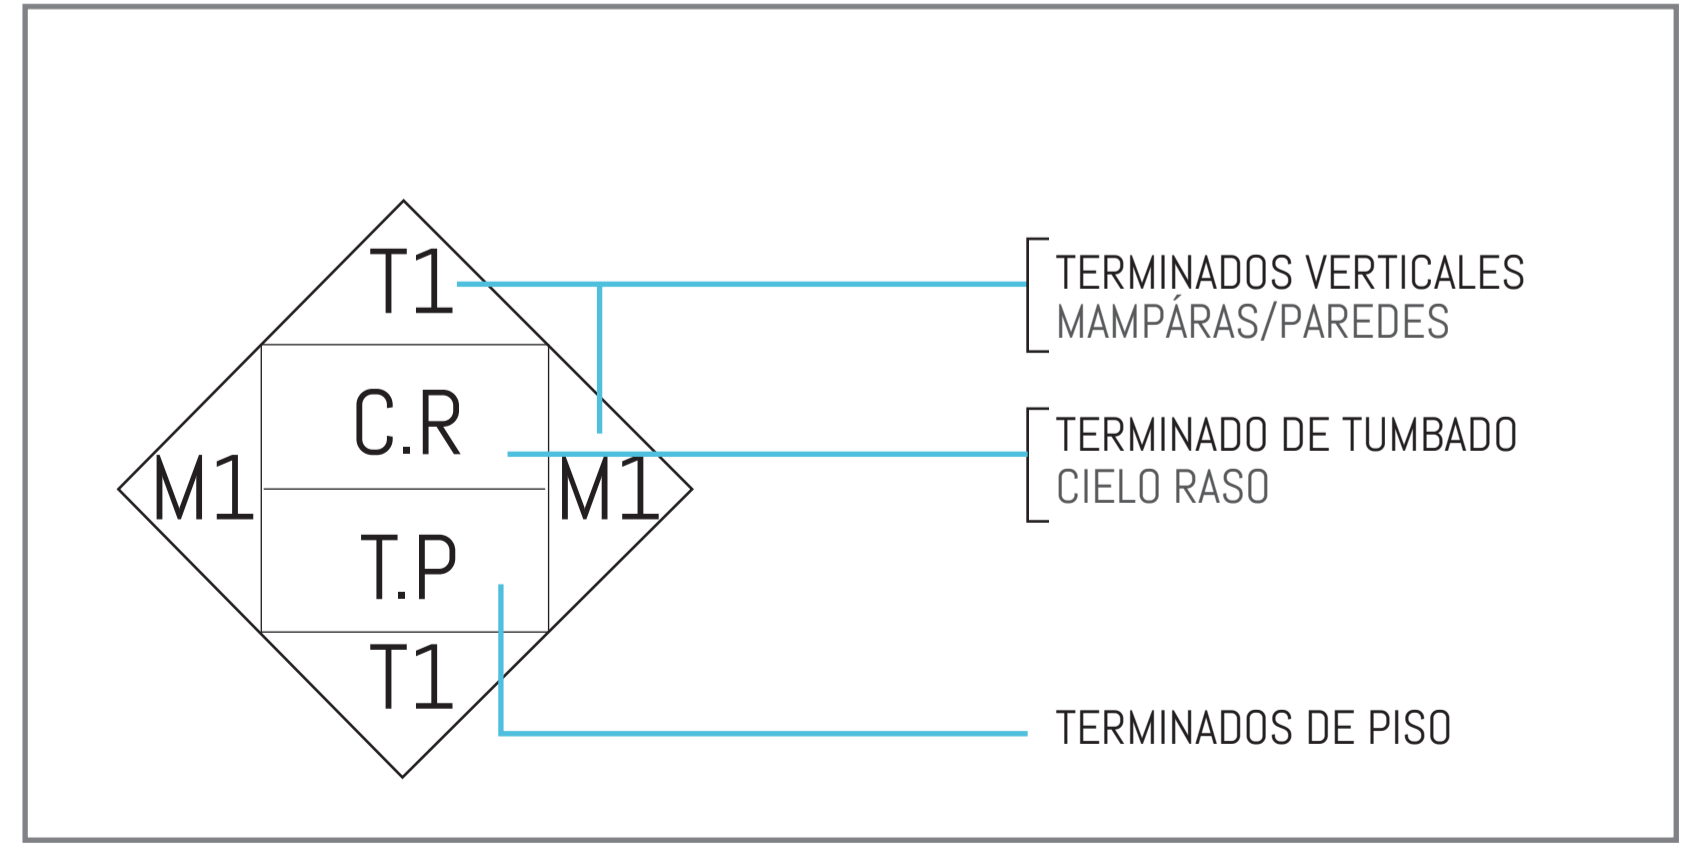 T1
C.R
M1
M1
T.P
T1
TERMINADOS VERTICALES
MAMPÁRAS/PAREDES
TERMINADO DE TUMBADO
CIELO RASO
TERMINADOS DE PISO